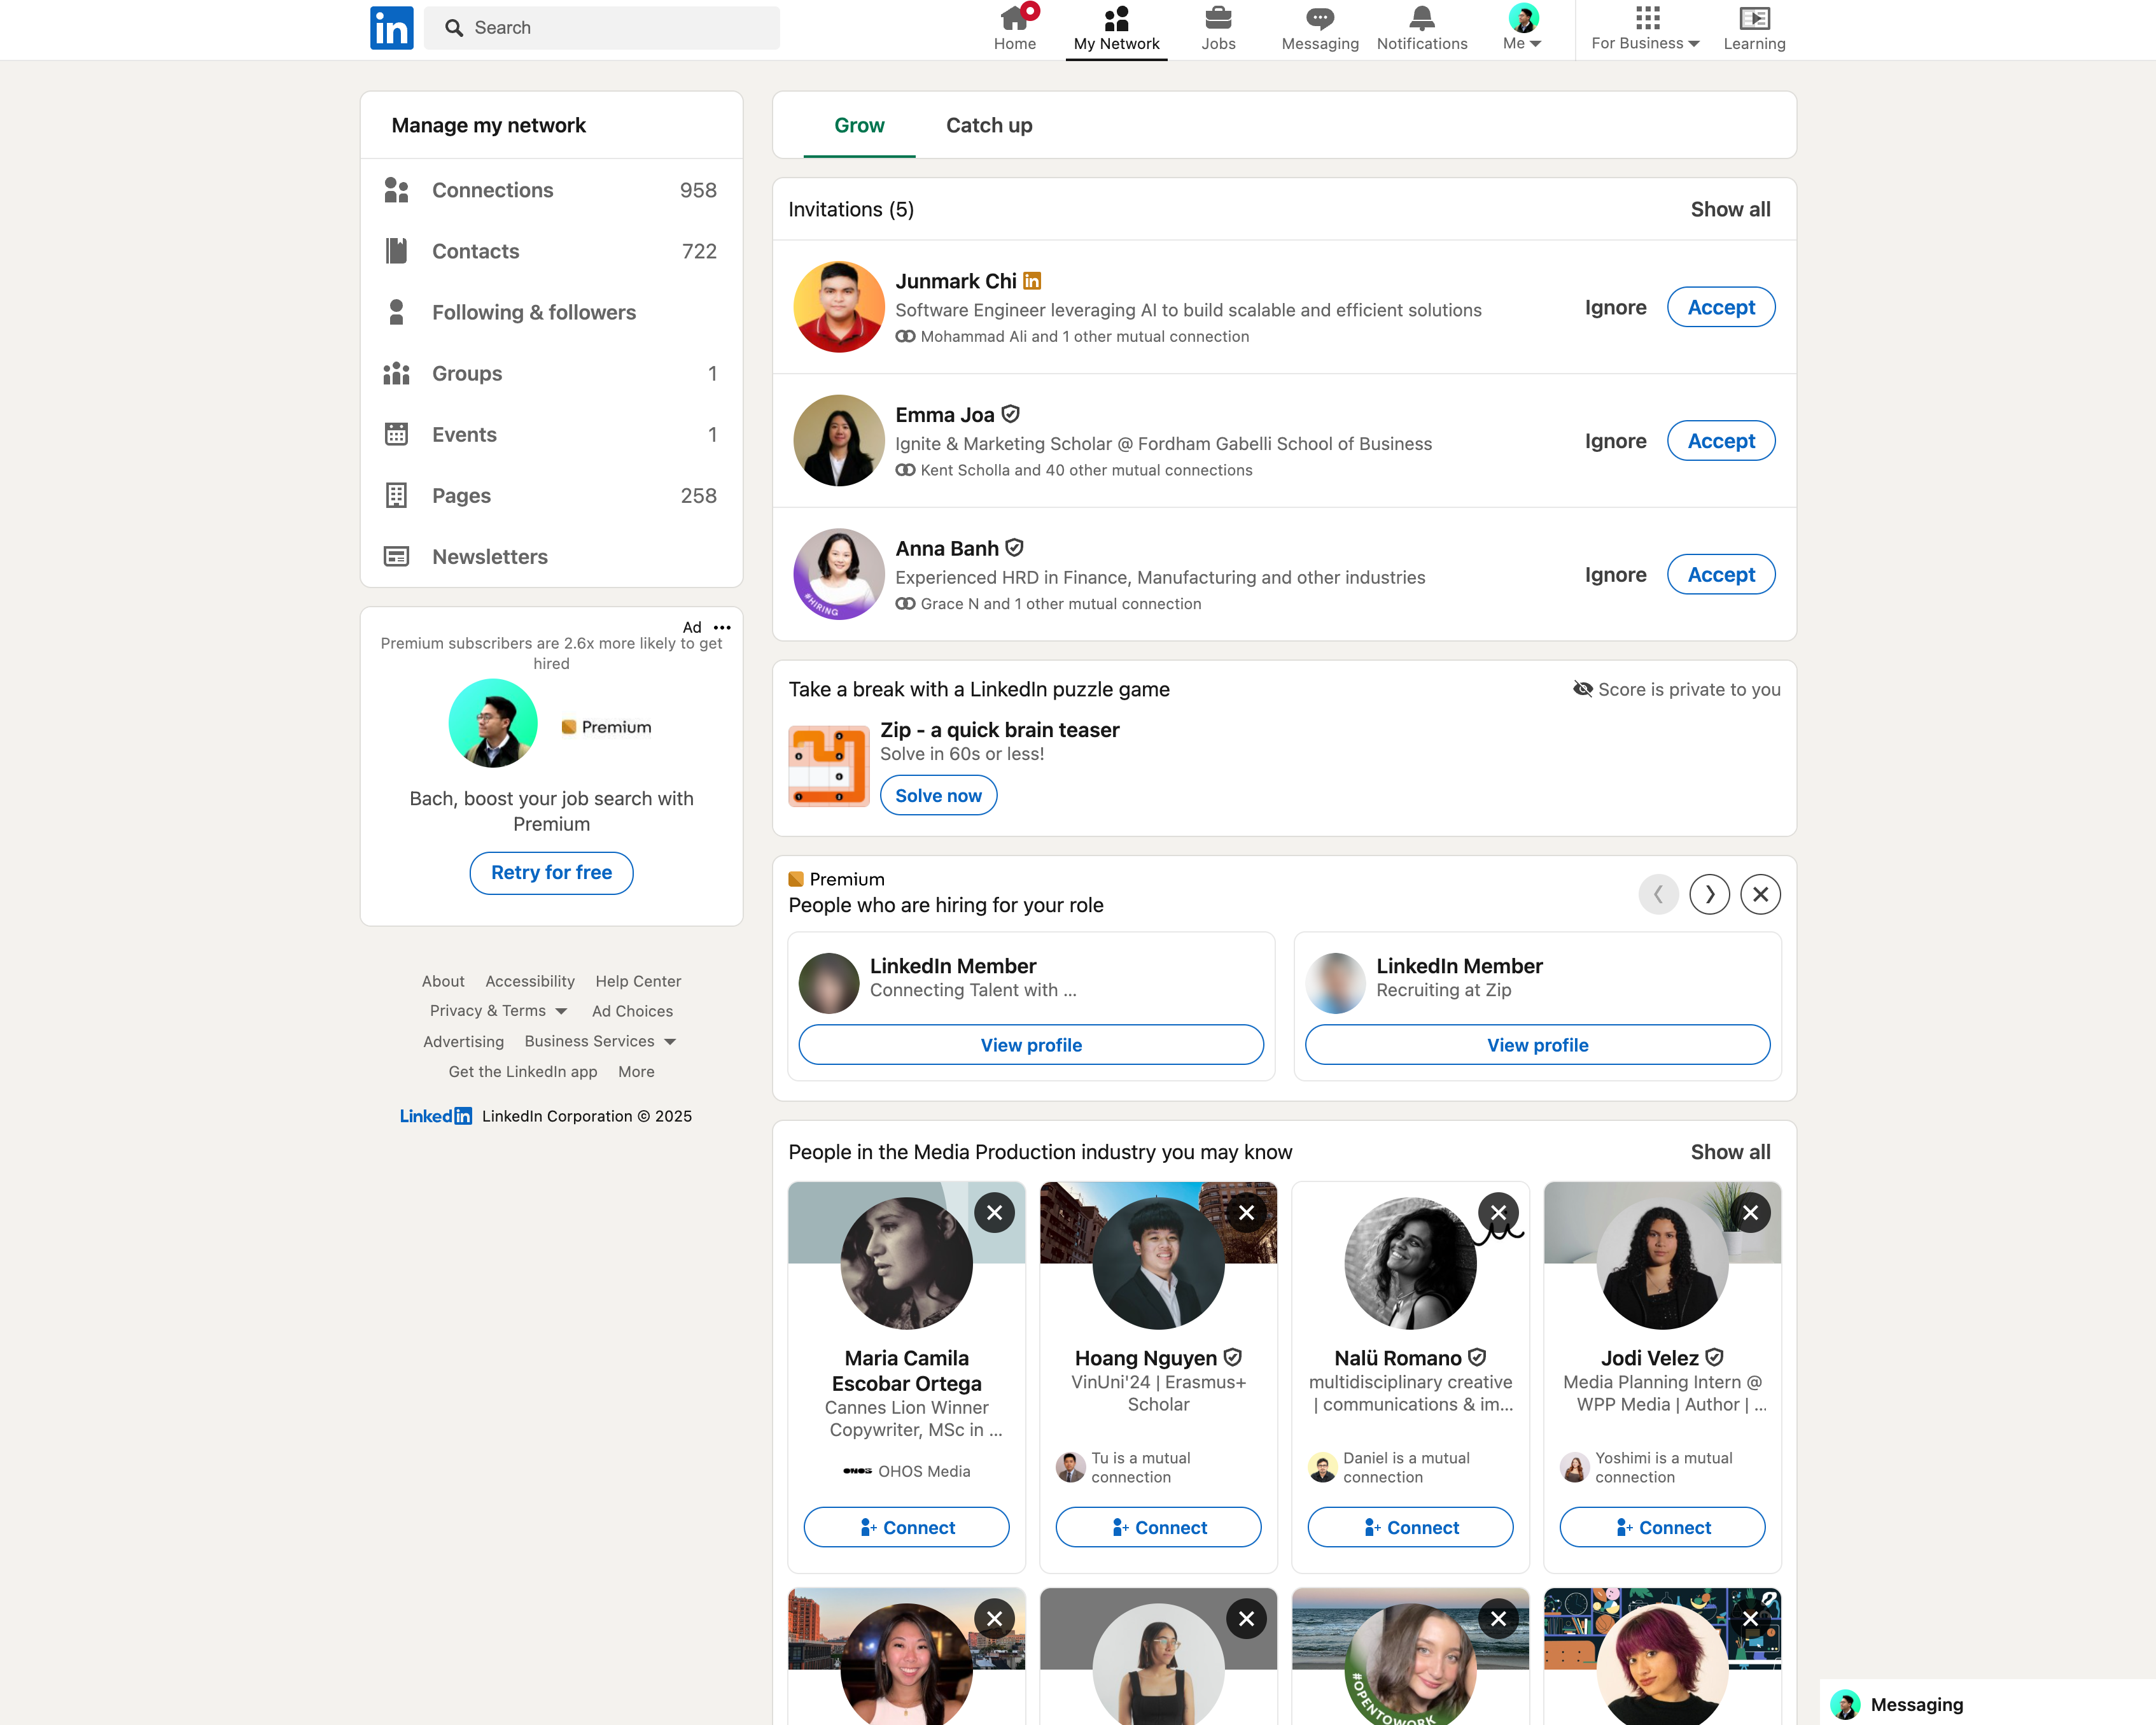 in
Search
Home
My Network
Jobs
Messaging
Notifications
Me
For Business
Learning
Manage my network
Connections 958
Contacts 722
Following & followers
Groups 1
Events 1
Pages 258
Newsletters
Ad
Premium subscribers are 2.6x more likely to get
hired
Premium
Bach, boost your job search with
Premium
Retry for free
About Accessibility Help Center
Privacy & Terms Ad Choices
Advertising Business Services
Get the LinkedIn app More
LinkedIn LinkedIn Corporation © 2025
Grow
Catch up
Invitations (5) Show all
Junmark Chi in
Software Engineer leveraging AI to build scalable and efficient solutions
Mohammad Ali and 1 other mutual connection
Ignore Accept
Emma Joa
Ignite & Marketing Scholar @ Fordham Gabelli School of Business
Kent Scholla and 40 other mutual connections
Ignore Accept
#HIRING
Anna Banh
Experienced HRD in Finance, Manufacturing and other industries
Grace N and 1 other mutual connection
Ignore Accept
Take a break with a LinkedIn puzzle game
Score is private to you
Zip - a quick brain teaser
Solve in 60s or less!
Solve now
Premium
People who are hiring for your role
LinkedIn Member
Connecting Talent with ...
View profile
LinkedIn Member
Recruiting at Zip
View profile
People in the Media Production industry you may know Show all
Maria Camila
Escobar Ortega
Cannes Lion Winner
Copywriter, MSc in ...
OHOS Media
Connect
Hoang Nguyen
VinUni'24 | Erasmus+
Scholar
Tu is a mutual
connection
Connect
Nalü Romano
multidisciplinary creative
| communications & im...
Daniel is a mutual
connection
Connect
Jodi Velez
Media Planning Intern @
WPP Media | Author | ...
Yoshimi is a mutual
connection
Connect
#OPENTOWORK
Messaging